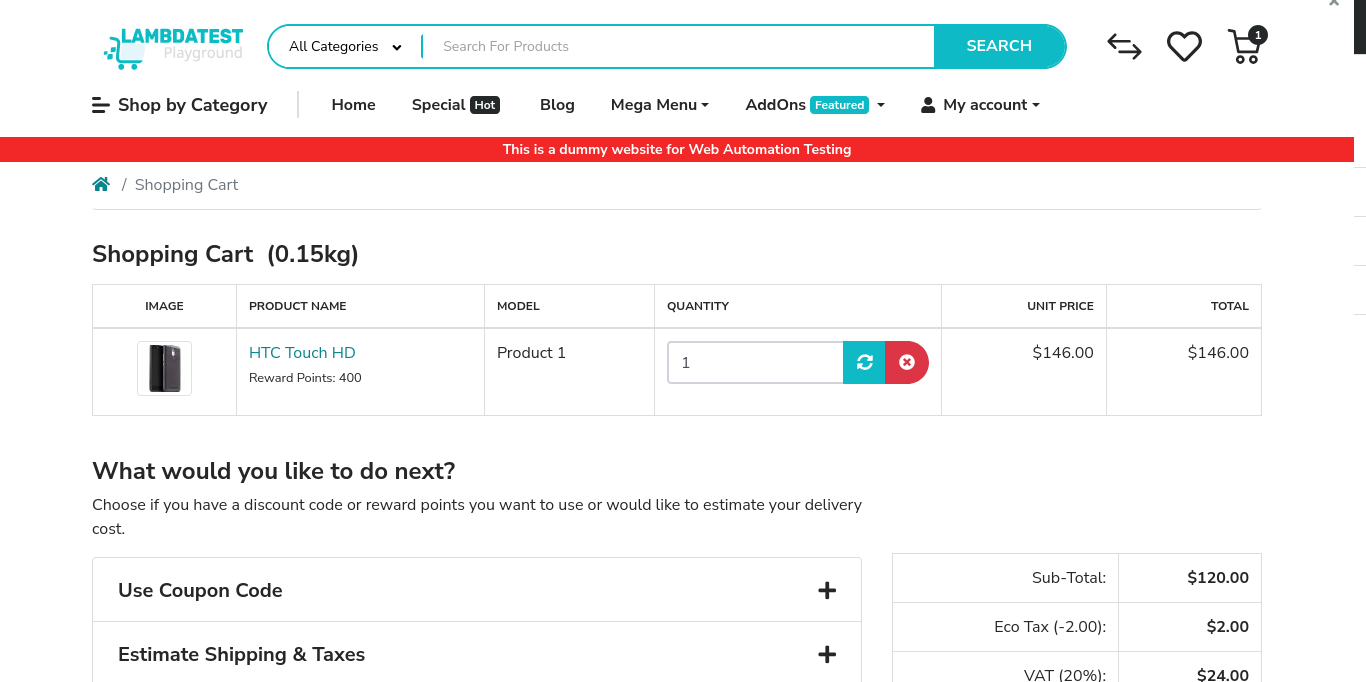 LAMBDATEST
Playground
All Categories
Search For Products
SEARCH
1
Shop by Category
Home
Special Hot
Blog
Mega Menu
AddOns Featured
My account
This is a dummy website for Web Automation Testing
/ Shopping Cart
Shopping Cart (0.15kg)
IMAGE PRODUCT NAME MODEL QUANTITY UNIT PRICE TOTAL
HTC Touch HD Product 1 1 $146.00 $146.00
Reward Points: 400
What would you like to do next?
Choose if you have a discount code or reward points you want to use or would like to estimate your delivery
cost.
Use Coupon Code
Estimate Shipping & Taxes
Sub-Total: $120.00
Eco Tax (-2.00): $2.00
VAT (20%): $24.00